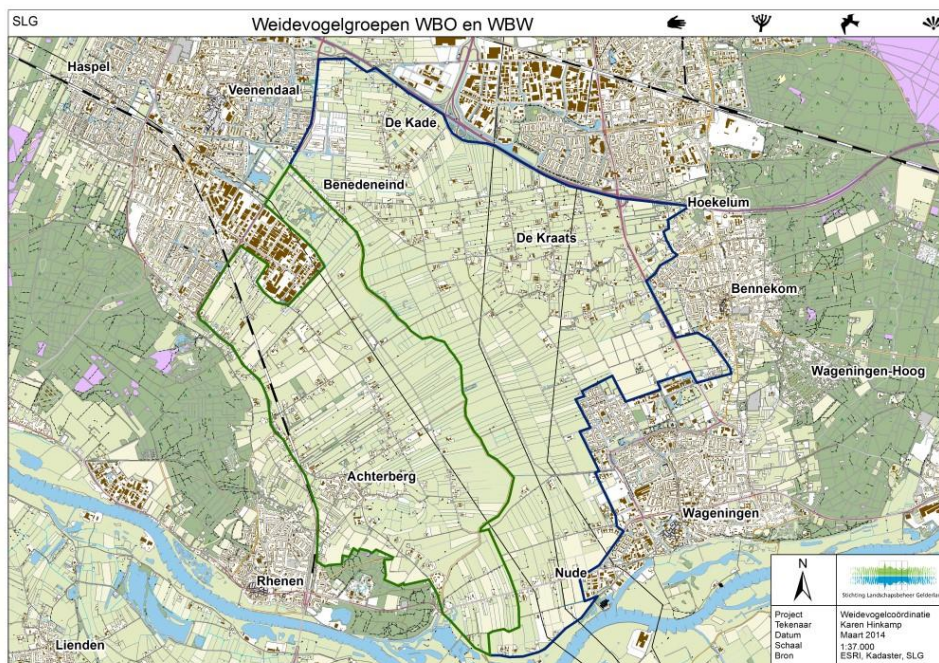 SLG
Weidevogelgroepen WBO en WBW
Haspel
Veenendaal
De Kade
Benedeneind
Hoekelum
De Kraats
Bennekom
Wageningen-Hoog
Achterberg
Wageningen
Nude
Rhenen
Lienden
N
Stichting Landschapsbeheer Gelderla
Project Weidevogelcoördinatie
Tekenaar Karen Hinkamp
Datum Maart 2014
Schaal 1:37.000
Bron ESRI, Kadaster, SLG